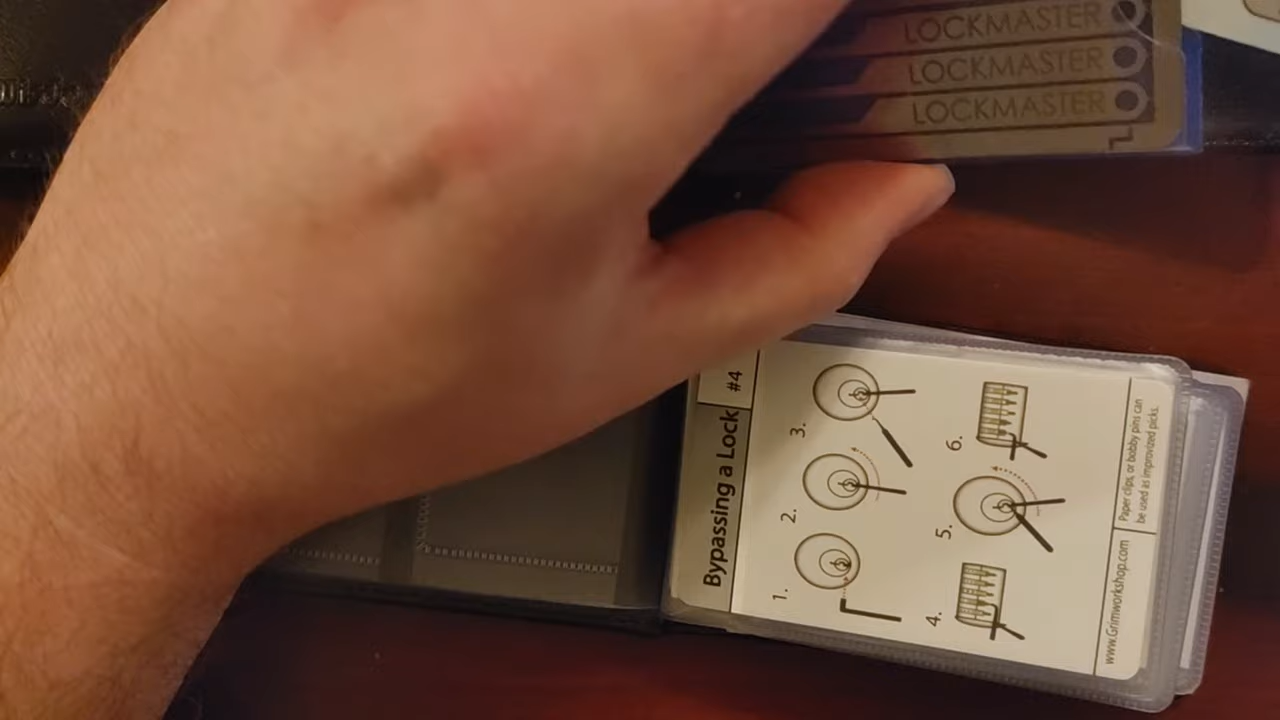 LOCKMASTER
LOCKMASTER
LOCKMASTER
Bypassing a Lock
#4
1.
2.
3.
4.
5.
6.
www.Grimworkshop.com
Paper clips, or bobby pins can
be used as improvized picks.